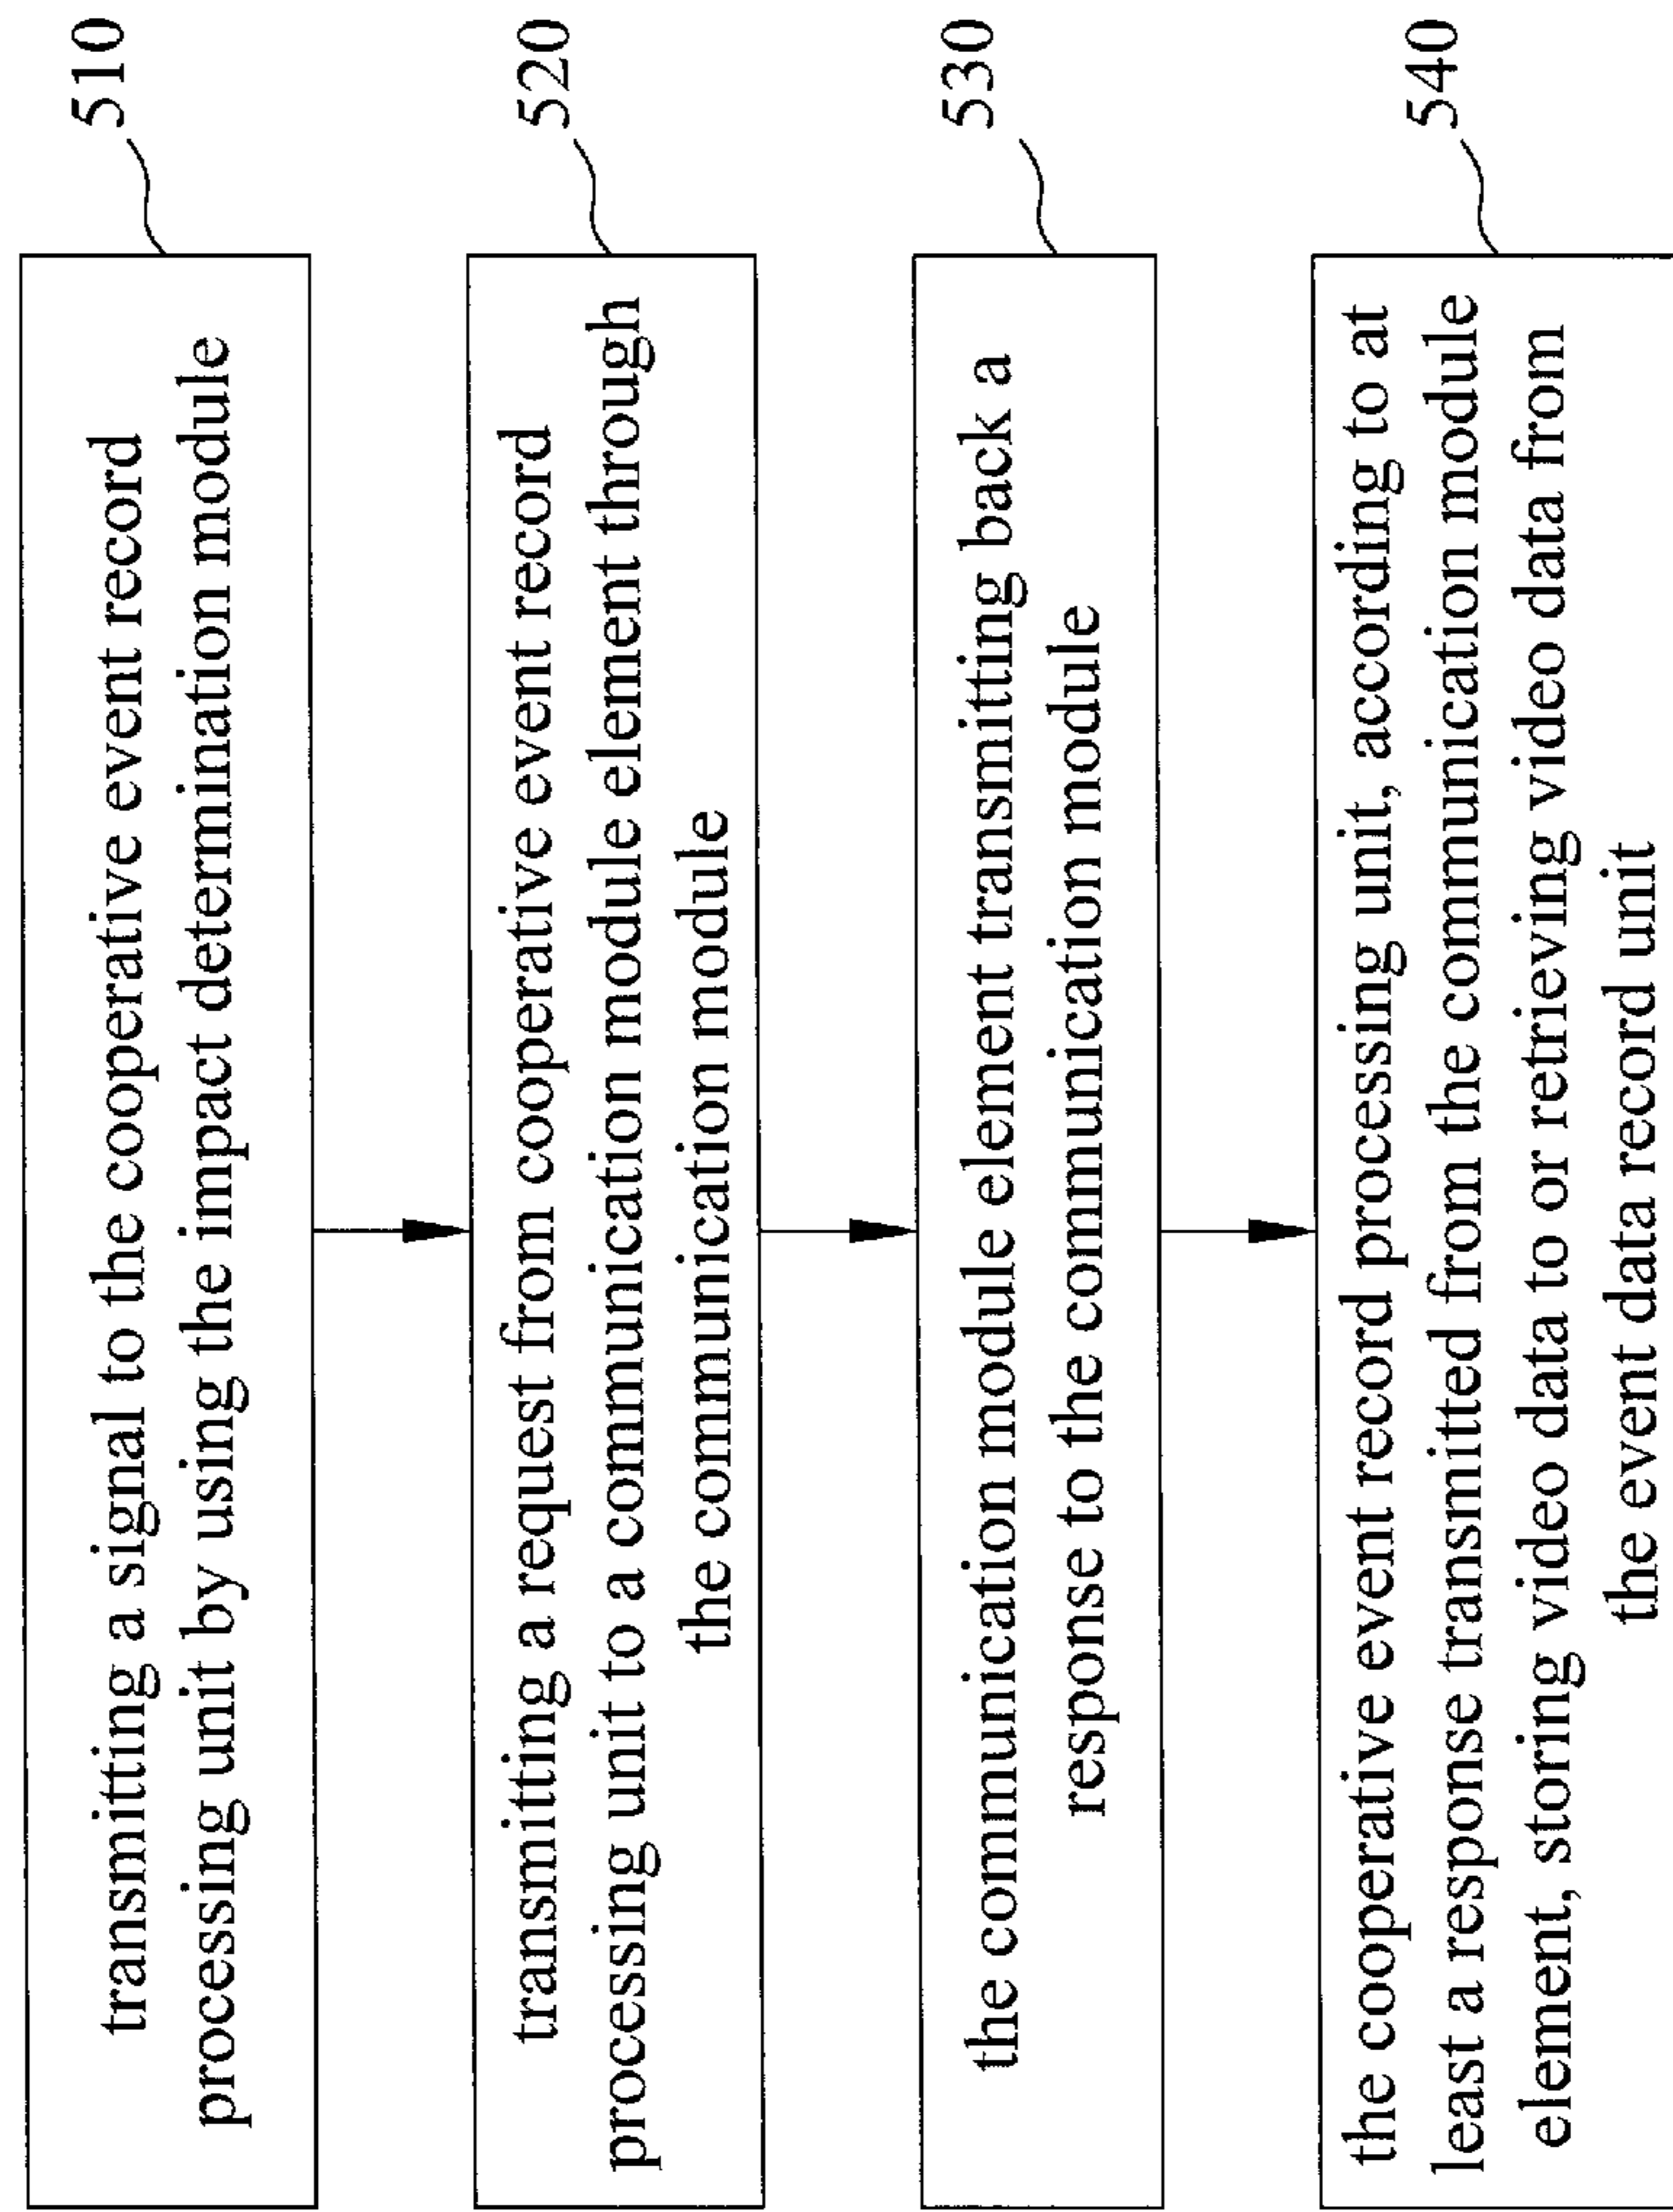 transmitting a signal to the cooperative event record
processing unit by using the impact determination module
510
transmitting a request from cooperative event record
processing unit to a communication module element through
the communication module
520
the communication module element transmitting back a
response to the communication module
530
the cooperative event record processing unit, according to at
least a response transmitted from the communication module
element, storing video data to or retrieving video data from
the event data record unit
540